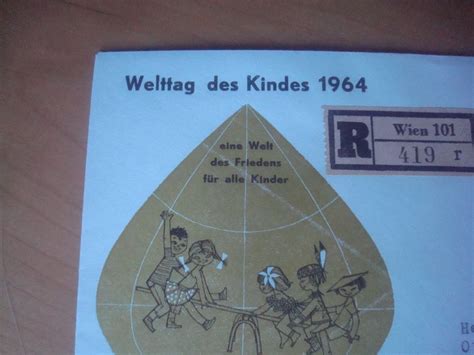 Welttag des Kindes 1964
R
Wien 101
419 r
eine Welt
des Friedens
für alle Kinder